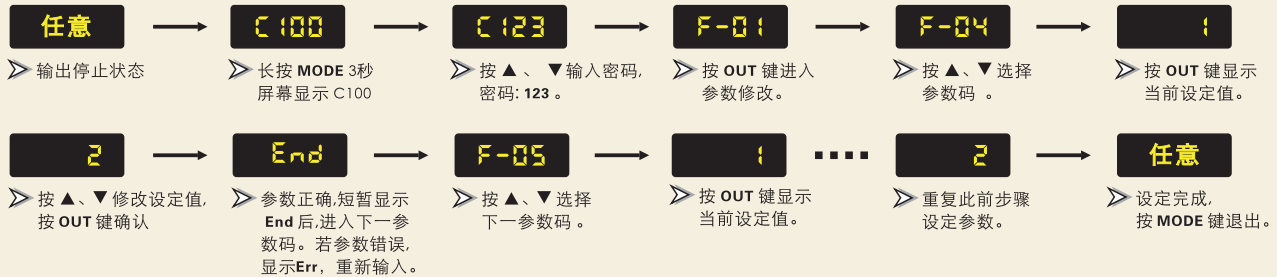 任意
输出停止状态
C100
长按 MODE 3秒
屏幕显示 C100
C123
按 ▲ 、 ▼输入密码,
密码: 123 。
F-01
按 OUT 键进入
参数修改。
F-04
按 ▲、▼ 选择
参数码 。
1
按 OUT 键显示
当前设定值。
2
按 ▲、▼ 修改设定值,
按 OUT 键确认
End
参数正确,短暂显示
End 后,进入下一参
数码。若参数错误,
显示Err，重新输入。
F-05
按 ▲、▼ 选择
下一参数码 。
1
按 OUT 键显示
当前设定值。
2
重复此前步骤
设定参数。
任意
设定完成,
按 MODE 键退出。